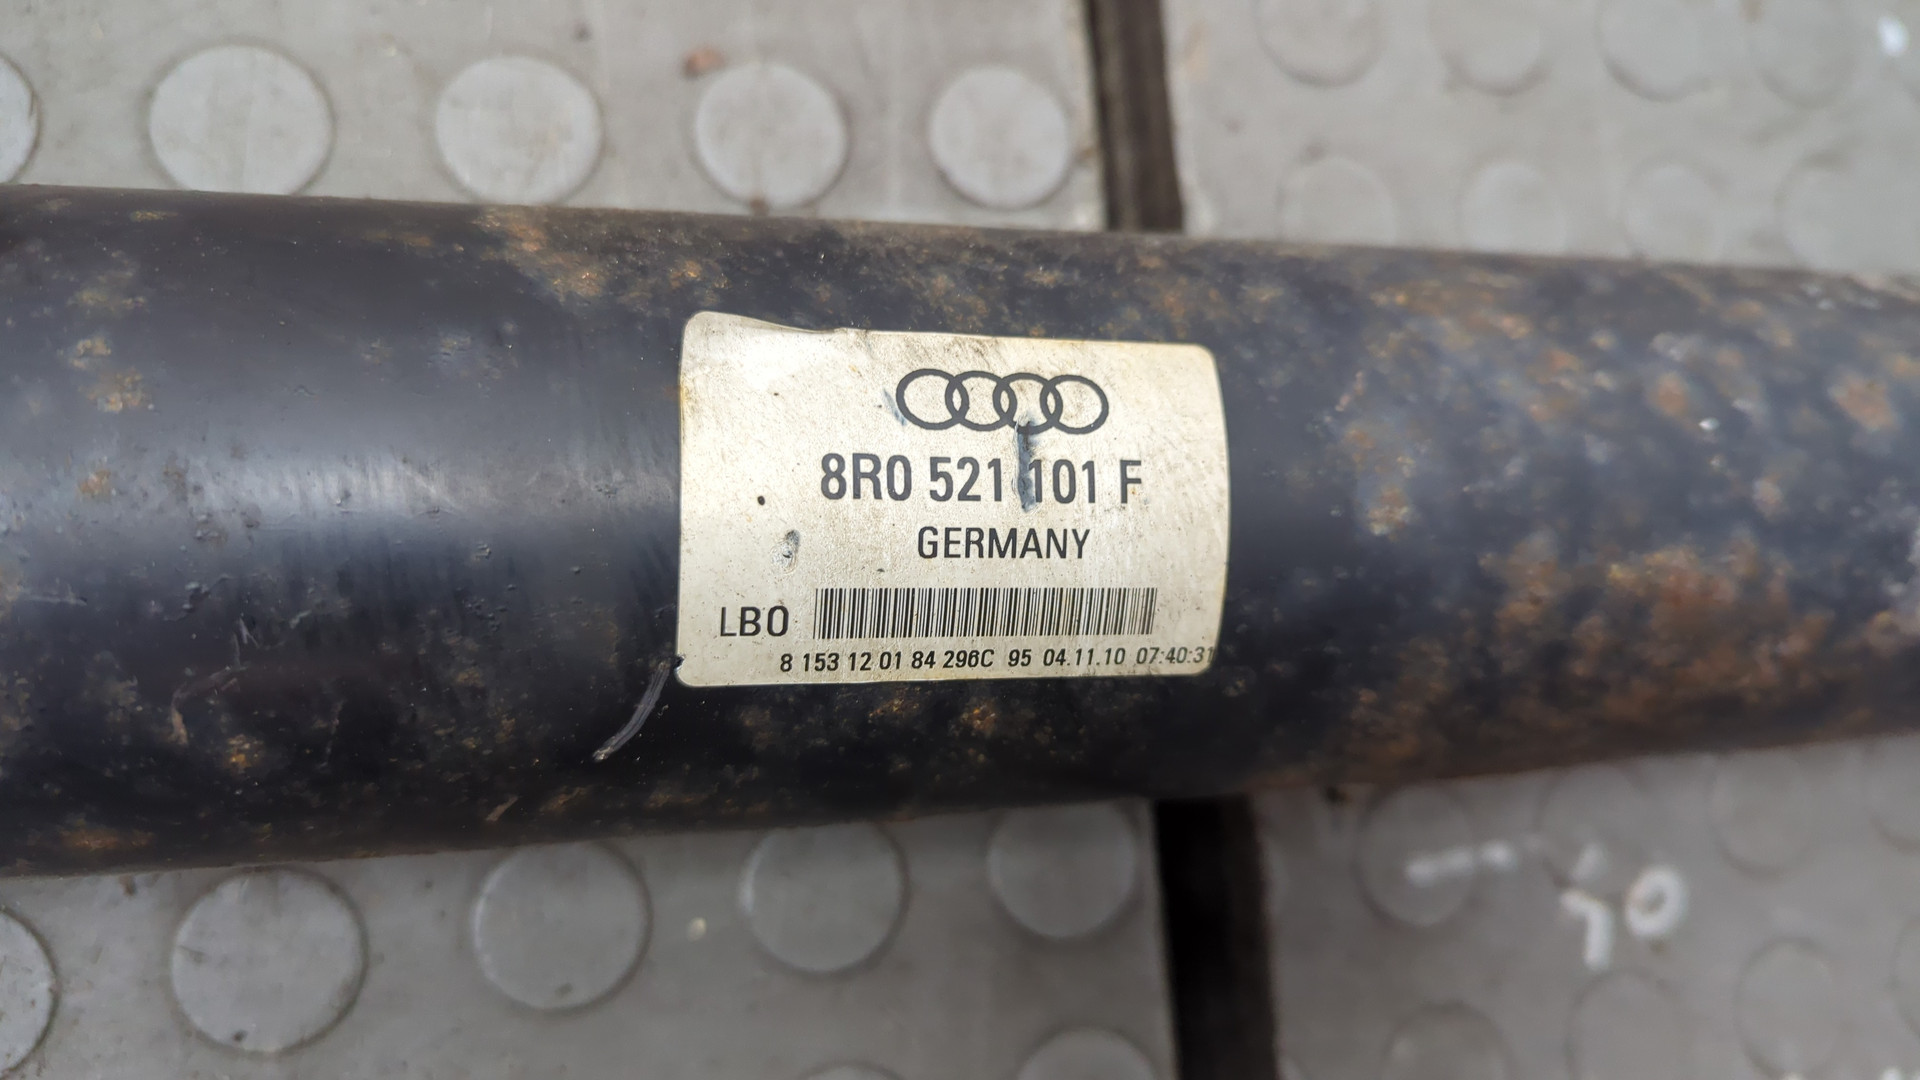 8R0 521 101 F
GERMANY
LBO
8 153 12 01 84 296C 95 04.11.10 07:40:31